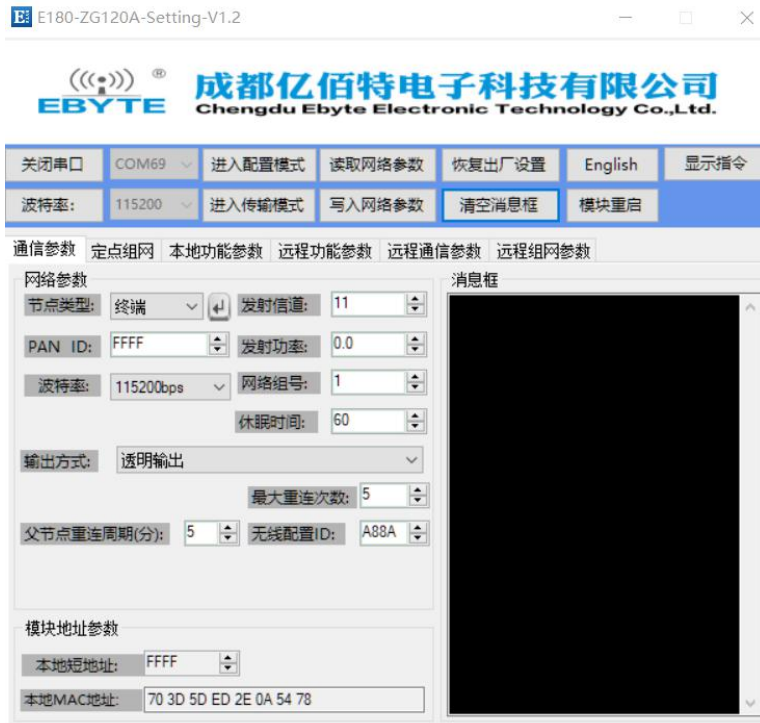 E180-ZG120A-Setting-V1.2
EBYTE ® 成都亿佰特电子科技有限公司
Chengdu Ebyte Electronic Technology Co.,Ltd.
关闭串口 COM69 进入配置模式 读取网络参数 恢复出厂设置 English 显示指令
波特率: 115200 进入传输模式 写入网络参数 清空消息框 模块重启
通信参数 定点组网 本地功能参数 远程功能参数 远程通信参数 远程组网参数
网络参数 消息框
节点类型: 终端 发射信道: 11
PAN ID: FFFF 发射功率: 0.0
波特率: 115200bps 网络组号: 1
休眠时间: 60
输出方式: 透明输出
最大重连次数: 5
父节点重连周期(分): 5 无线配置ID: A88A
模块地址参数
本地短地址: FFFF
本地MAC地址: 70 3D 5D ED 2E 0A 54 78